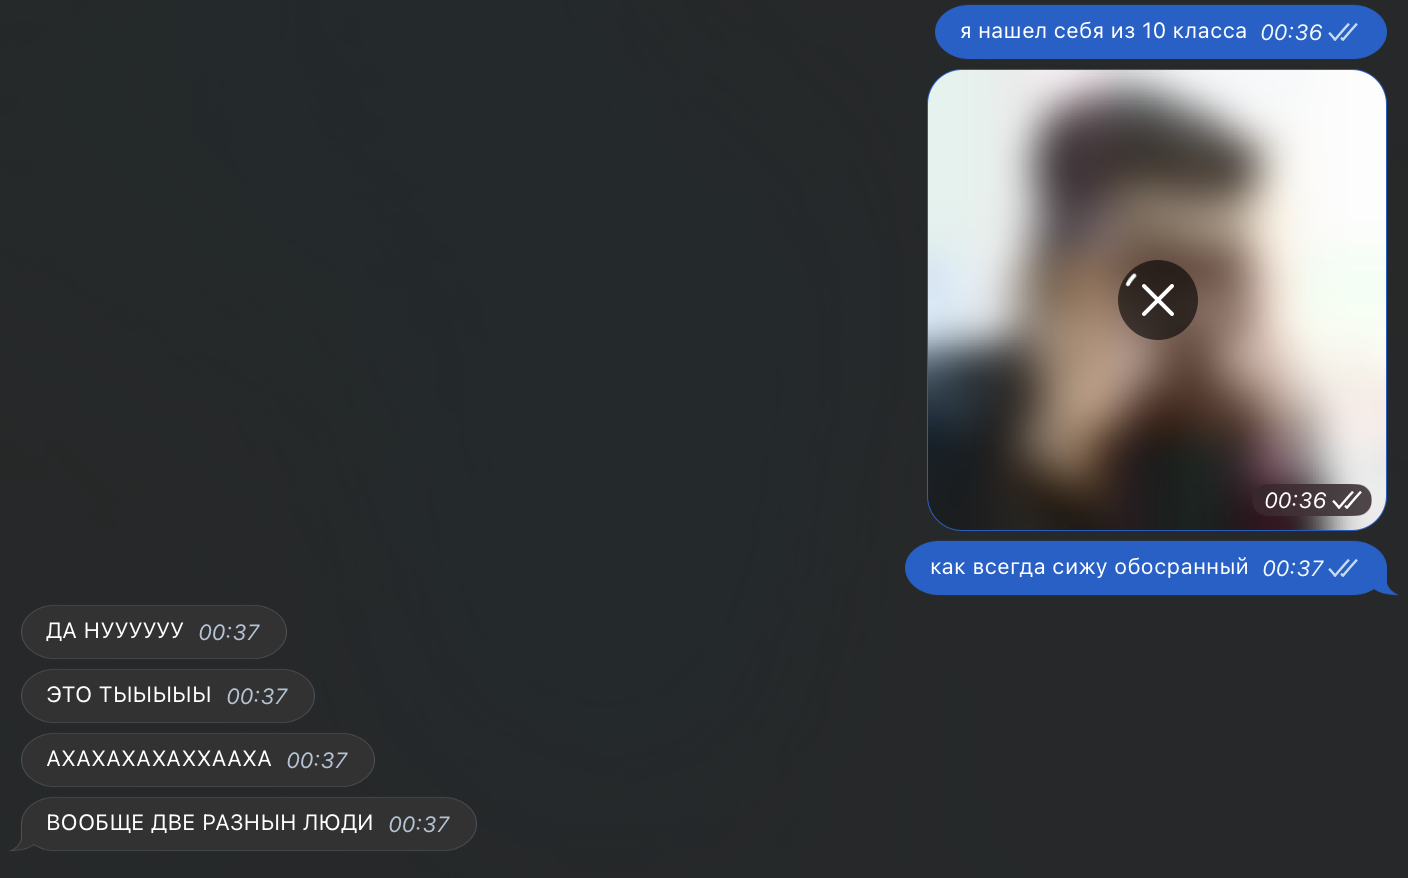 я нашел себя из 10 класса 00:36
00:36
как всегда сижу обосранный 00:37
ДА НУУУУУУ 00:37
ЭТО ТЫЫЫЫЫ 00:37
АХАХАХАХАХХААХА 00:37
ВООБЩЕ ДВЕ РАЗНЫН ЛЮДИ 00:37